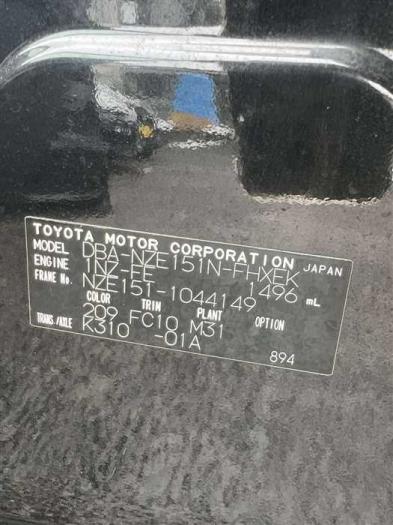 TOYOTA MOTOR CORPORATION JAPAN
MODEL DBA-NZE151N-FHXEK
ENGINE 1NZ-FE 1496 mL
FRAME No. NZE151-1044149
COLOR TRIM PLANT OPTION
209 FC10 M31
TRANS/AXLE K310 -01A
894